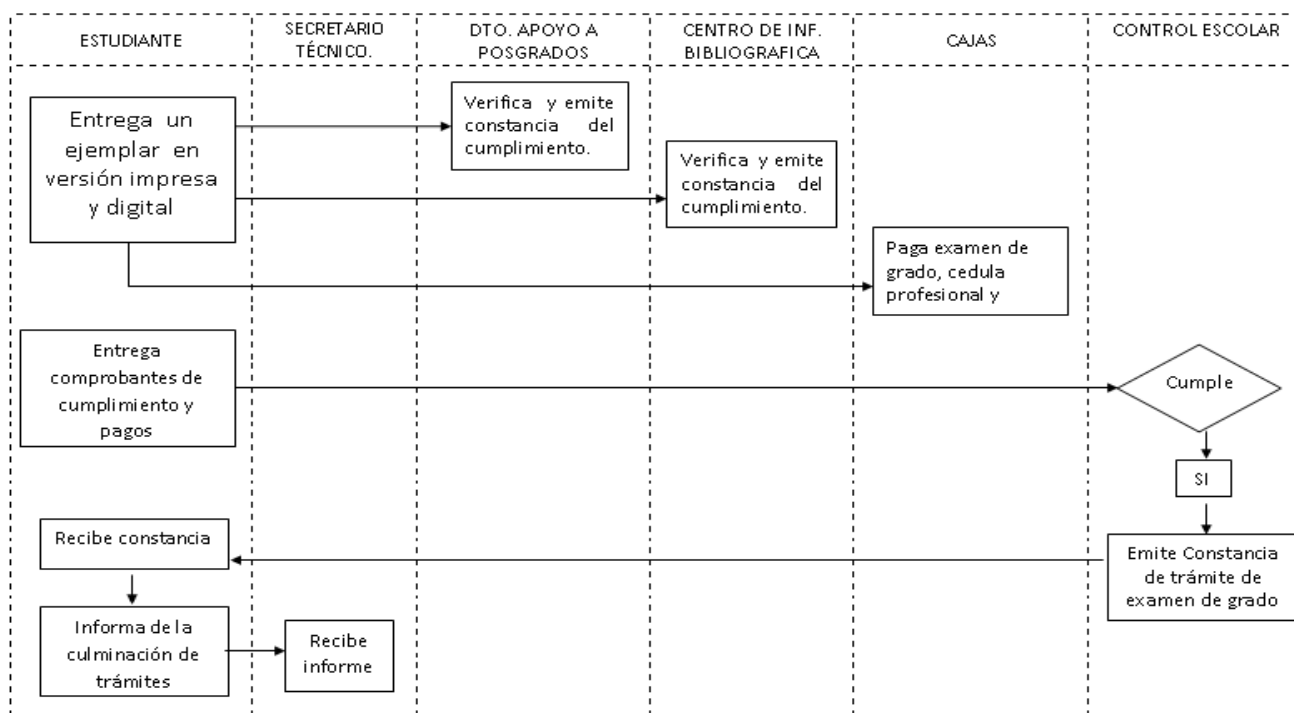 ESTUDIANTE
SECRETARIO
TÉCNICO.
DTO. APOYO A
POSGRADOS
CENTRO DE INF.
BIBLIOGRAFICA
CAJAS
CONTROL ESCOLAR
Entrega un
ejemplar en
versión impresa
y digital
Verifica y emite
constancia del
cumplimiento.
Verifica y emite
constancia del
cumplimiento.
Paga examen de
grado, cedula
profesional y
Entrega
comprobantes de
cumplimiento y
pagos
Cumple
SI
Recibe constancia
Emite Constancia
de trámite de
examen de grado
Informa de la
culminación de
trámites
Recibe
informe